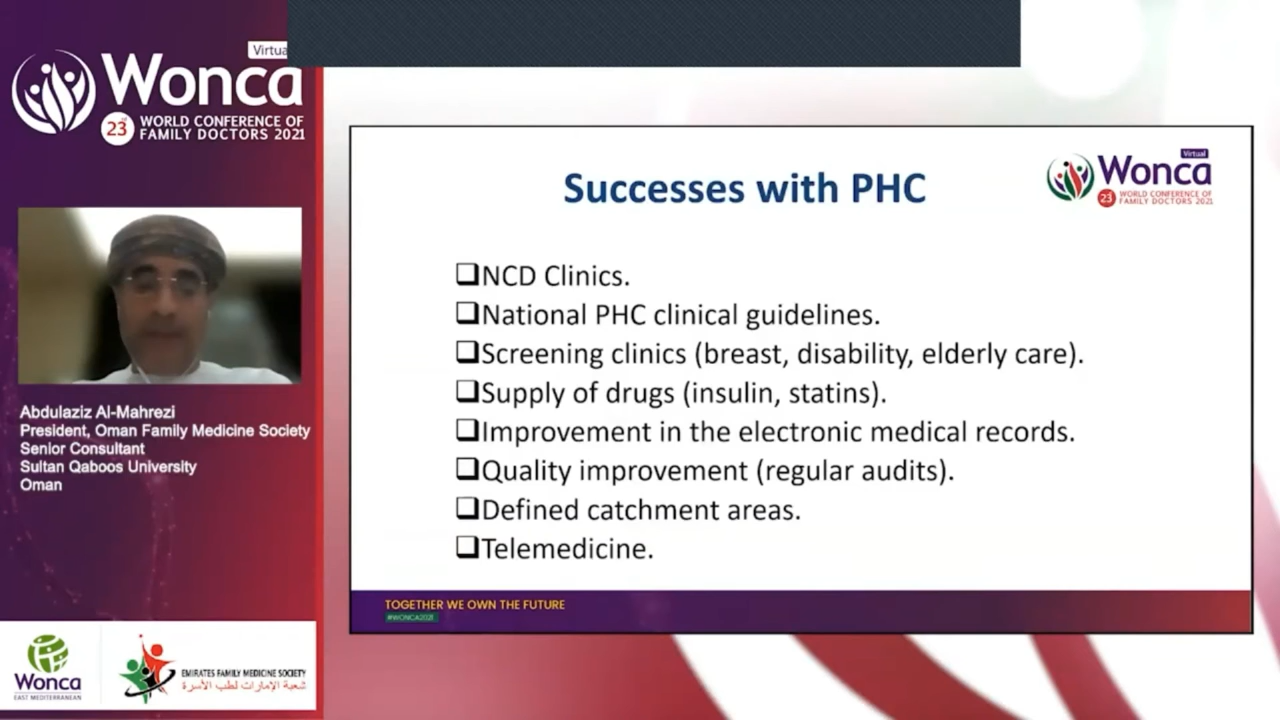 Virtua
Wonca
23
WORLD CONFERENCE OF
FAMILY DOCTORS 2021
Abdulaziz Al-Mahrezi
President, Oman Family Medicine Society
Senior Consultant
Sultan Qaboos University
Oman
Wonca
EAST MEDITERRANEAN
EMIRATES FAMILY MEDICINE SOCIETY
شعبة الإمارات لطب الأسرة
Successes with PHC
Virtual
Wonca
23
WORLD CONFERENCE OF
FAMILY DOCTORS 2021
NCD Clinics.
National PHC clinical guidelines.
Screening clinics (breast, disability, elderly care).
Supply of drugs (insulin, statins).
Improvement in the electronic medical records.
Quality improvement (regular audits).
Defined catchment areas.
Telemedicine.
TOGETHER WE OWN THE FUTURE
#WONCA2021